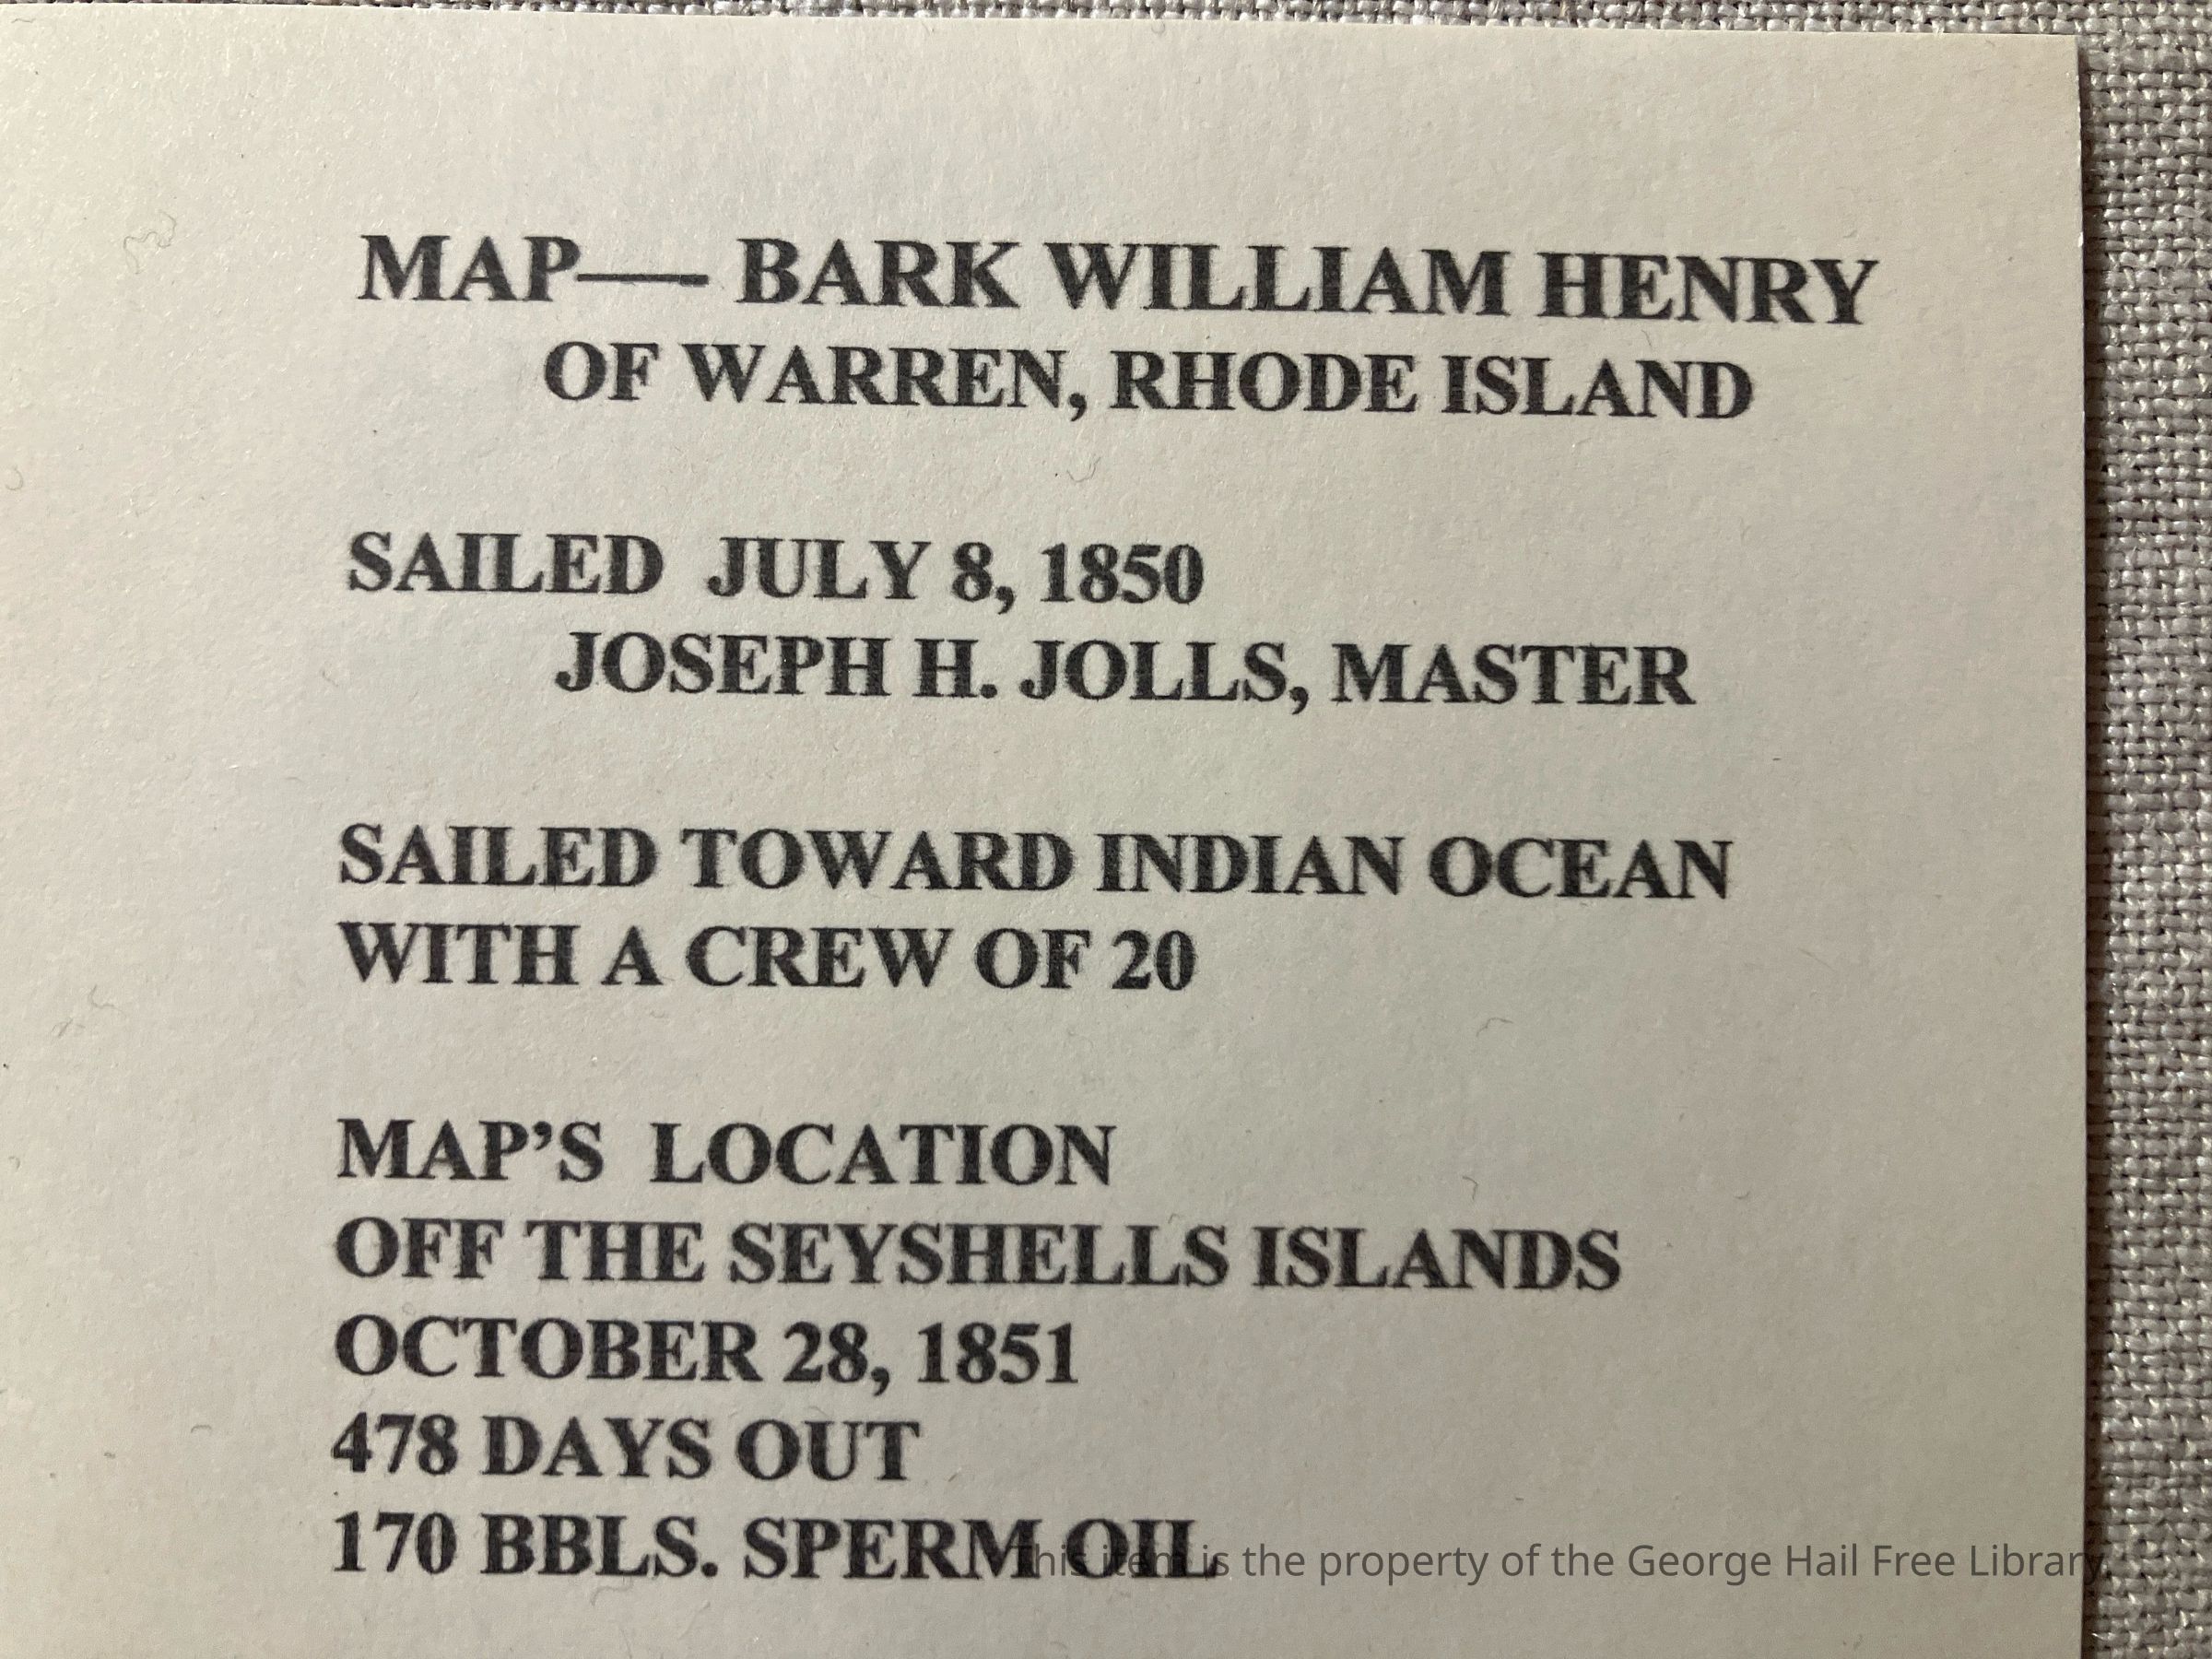 MAP— BARK WILLIAM HENRY
OF WARREN, RHODE ISLAND
SAILED JULY 8, 1850
JOSEPH H. JOLLS, MASTER
SAILED TOWARD INDIAN OCEAN
WITH A CREW OF 20
MAP’S LOCATION
OFF THE SEYSHELLS ISLANDS
OCTOBER 28, 1851
478 DAYS OUT
170 BBLS. SPERM OIL
This item is the property of the George Hail Free Library.